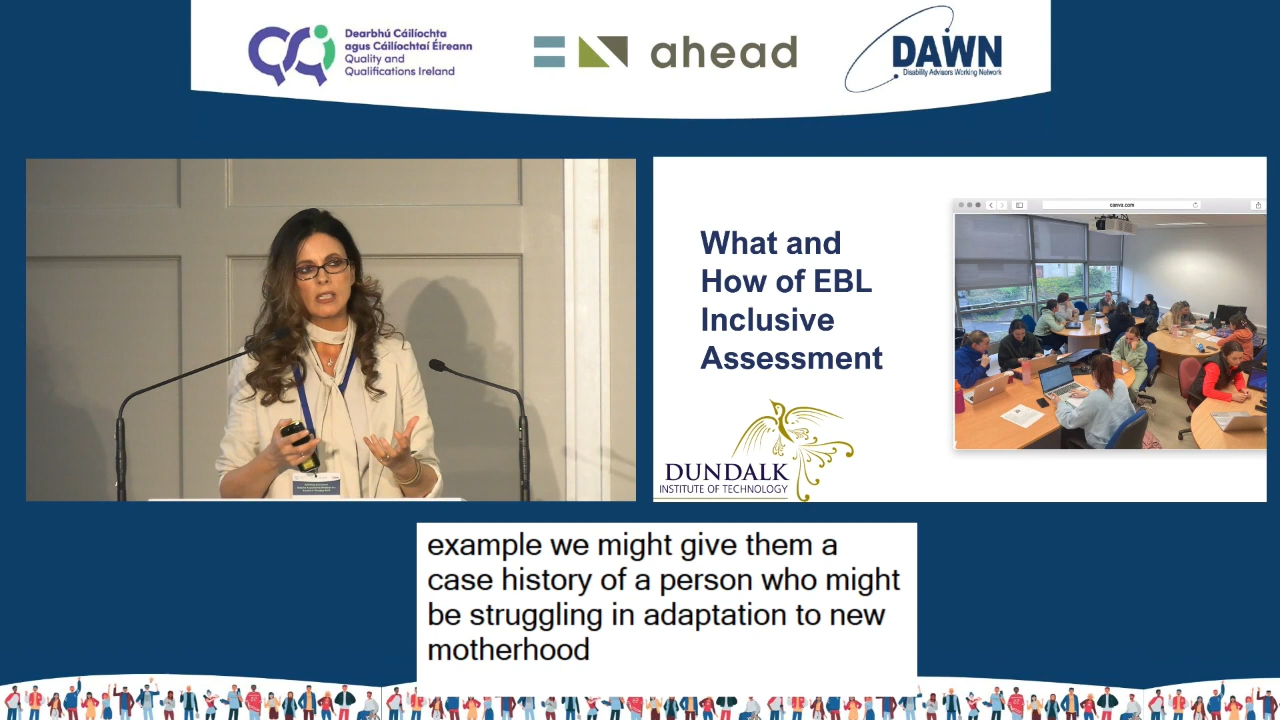 Dearbhú Cáilíochta
agus Cáilíochtaí Éireann
Quality and
Qualifications Ireland
ahead
DAWN
Disability Advisors Working Network
canva.com
What and
How of EBL
Inclusive
Assessment
DUNDALK
INSTITUTE OF TECHNOLOGY
example we might give them a
case history of a person who might
be struggling in adaptation to new
motherhood